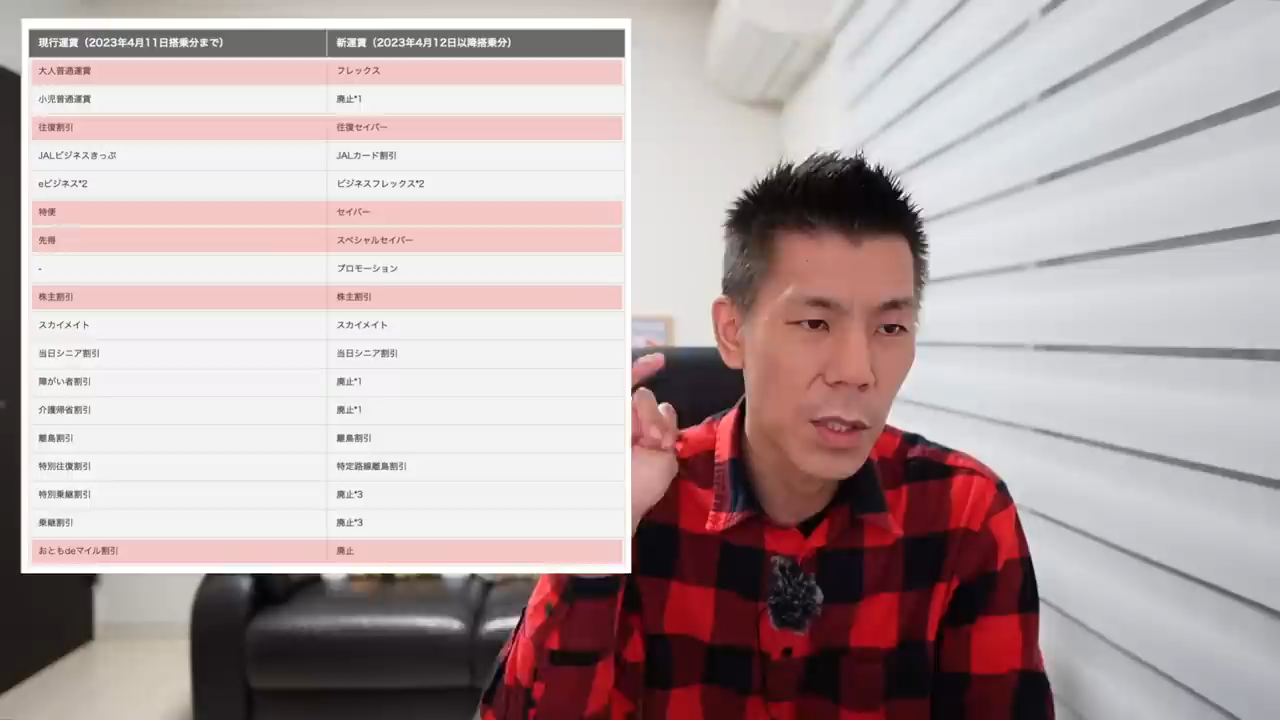 現行運賃（2023年4月11日搭乗分まで） 新運賃（2023年4月12日以降搭乗分）
大人普通運賃 フレックス
小児普通運賃 廃止*1
往復割引 往復セイバー
JALビジネスきっぷ JALカード割引
eビジネス*2 ビジネスフレックス*2
特便 セイバー
先得 スペシャルセイバー
- プロモーション
株主割引 株主割引
スカイメイト スカイメイト
当日シニア割引 当日シニア割引
障がい者割引 廃止*1
介護帰省割引 廃止*1
離島割引 離島割引
特別往復割引 特定路線離島割引
特別乗継割引 廃止*3
乗継割引 廃止*3
おともdeマイル割引 廃止